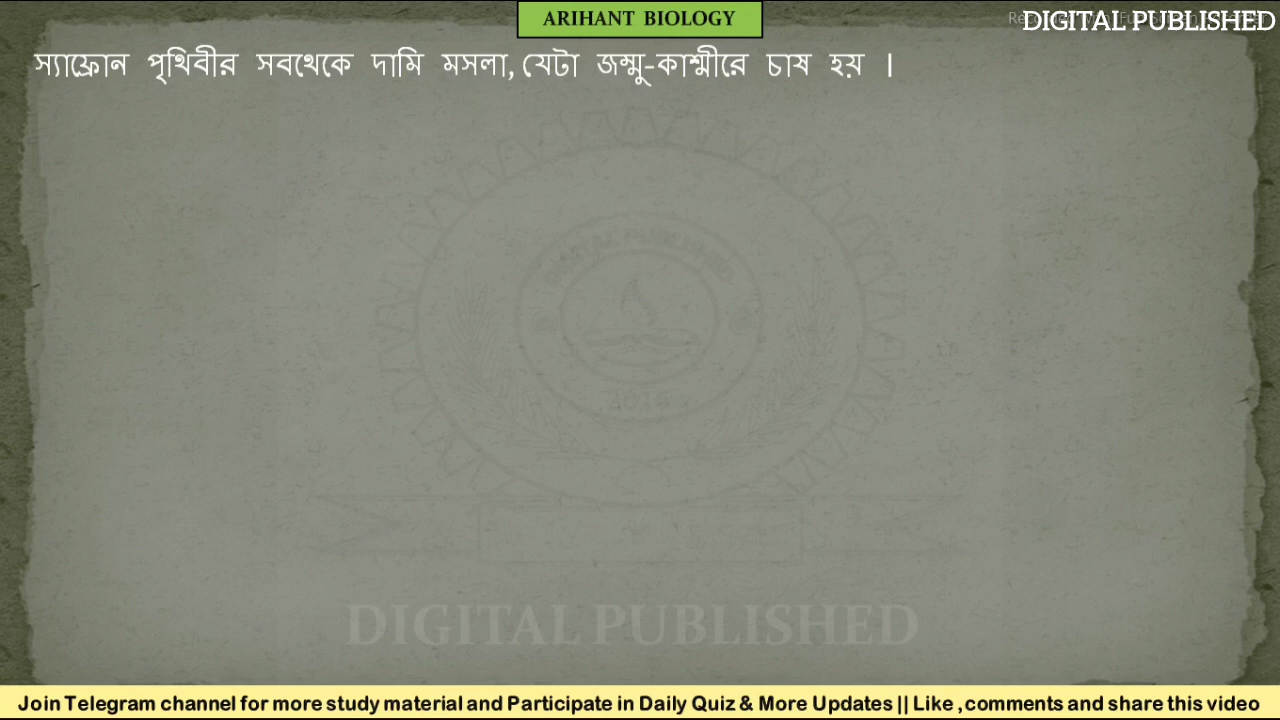 ARIHANT BIOLOGY
DIGITAL PUBLISHED
স্যাফ্রোন পৃথিবীর সবথেকে দামি মসলা, যেটা জম্মু-কাশ্মীরে চাষ হয় ।
2016
DIGITAL PUBLISHED
Join Telegram channel for more study material and Participate in Daily Quiz & More Updates || Like ,comments and share this video